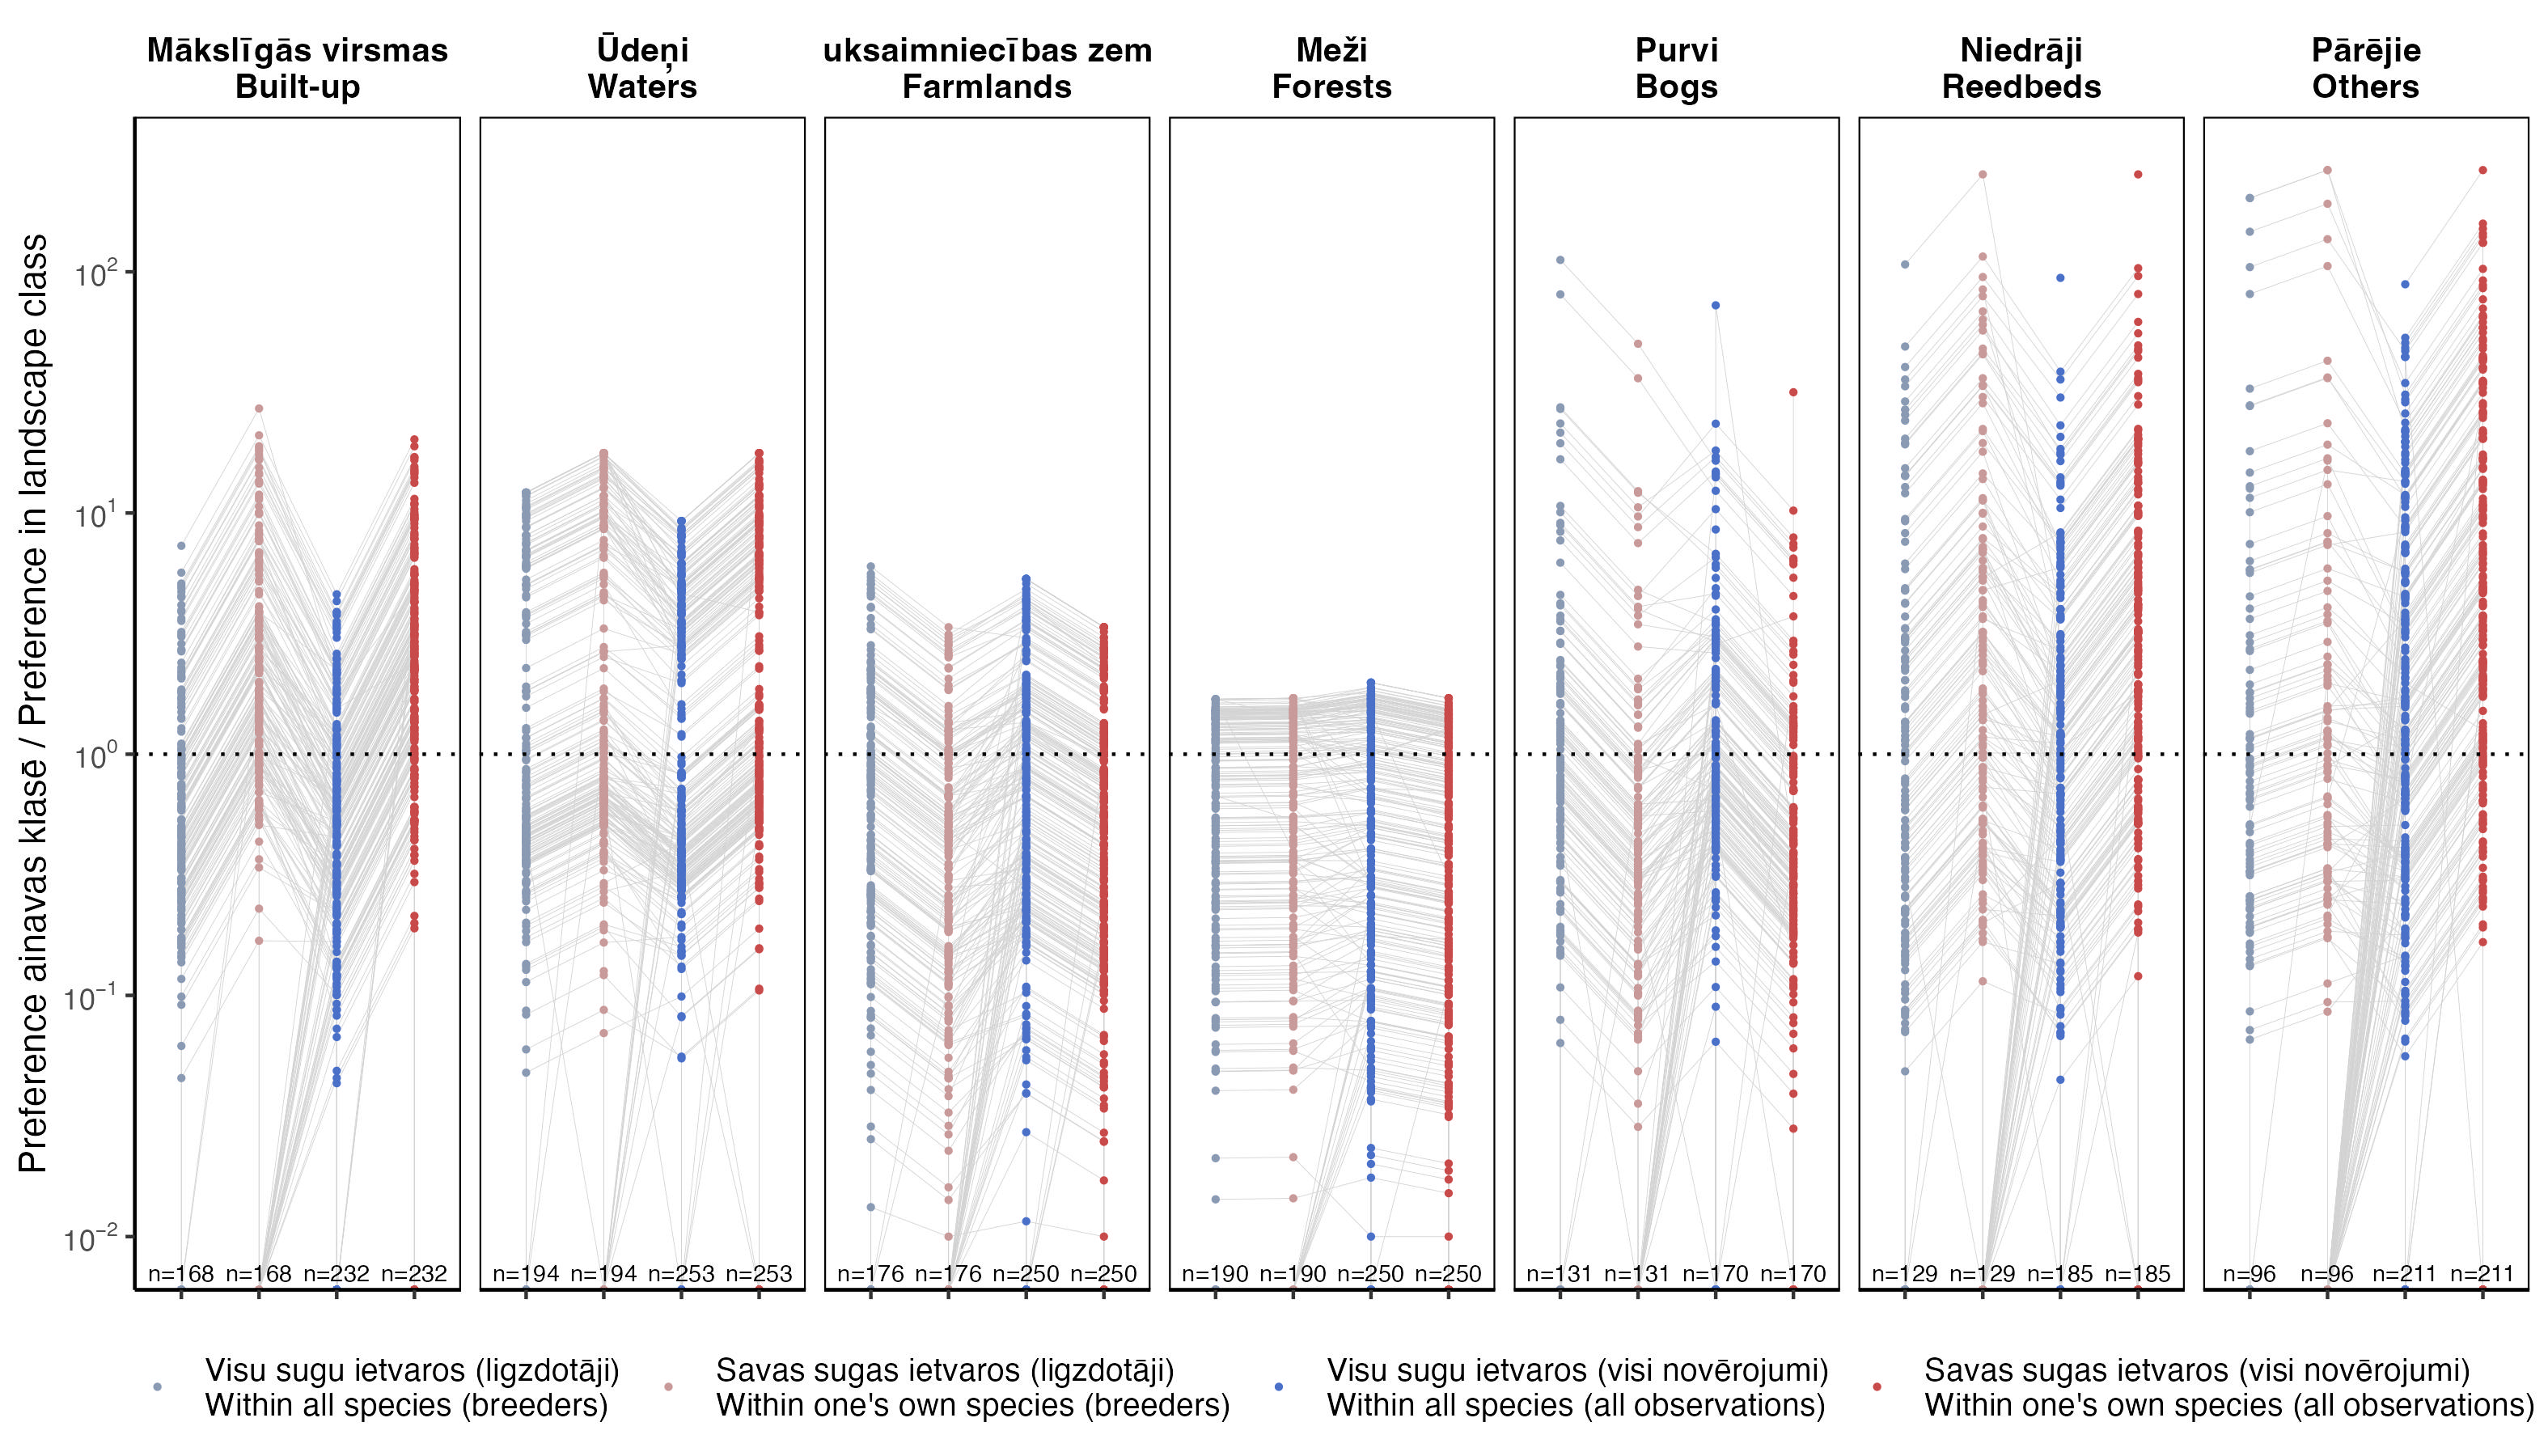 Mākslīgās virsmas
Built-up
Ūdeņi
Waters
uksaimniecības zem
Farmlands
Meži
Forests
Purvi
Bogs
Niedrāji
Reedbeds
Pārējie
Others
Preference ainavas klasē / Preference in landscape class
10²
10¹
10⁰
10⁻¹
10⁻²
n=168 n=168 n=232 n=232
n=194 n=194 n=253 n=253
n=176 n=176 n=250 n=250
n=190 n=190 n=250 n=250
n=131 n=131 n=170 n=170
n=129 n=129 n=185 n=185
n=96 n=96 n=211 n=211
Visu sugu ietvaros (ligzdotāji)
Within all species (breeders)
Savas sugas ietvaros (ligzdotāji)
Within one's own species (breeders)
Visu sugu ietvaros (visi novērojumi)
Within all species (all observations)
Savas sugas ietvaros (visi novērojumi)
Within one's own species (all observations)